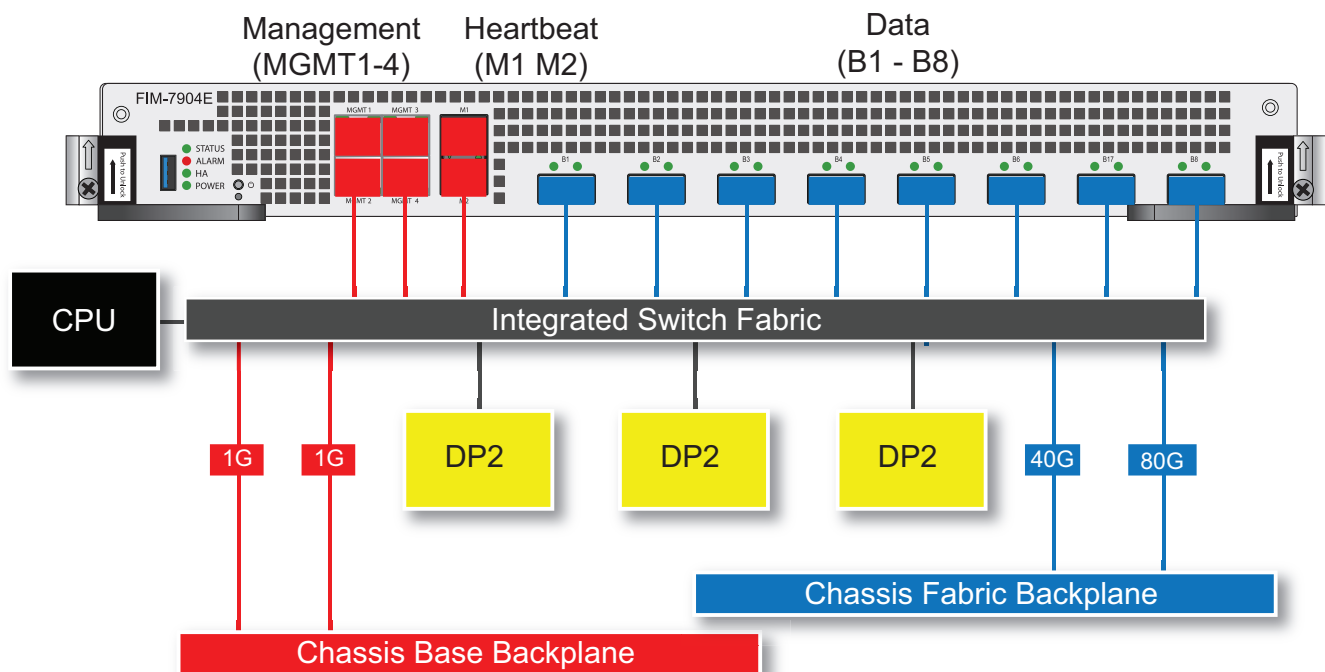 Management
(MGMT1-4)
Heartbeat
(M1 M2)
Data
(B1 - B8)
FIM-7904E
STATUS
ALARM
HA
POWER
Push to Unlock
MGMT 1
MGMT 3
M1
MGMT 2
MGMT 4
M2
B1
B2
B3
B4
B5
B6
B17
B8
Push to Unlock
CPU
Integrated Switch Fabric
1G
1G
DP2
DP2
DP2
40G
80G
Chassis Fabric Backplane
Chassis Base Backplane